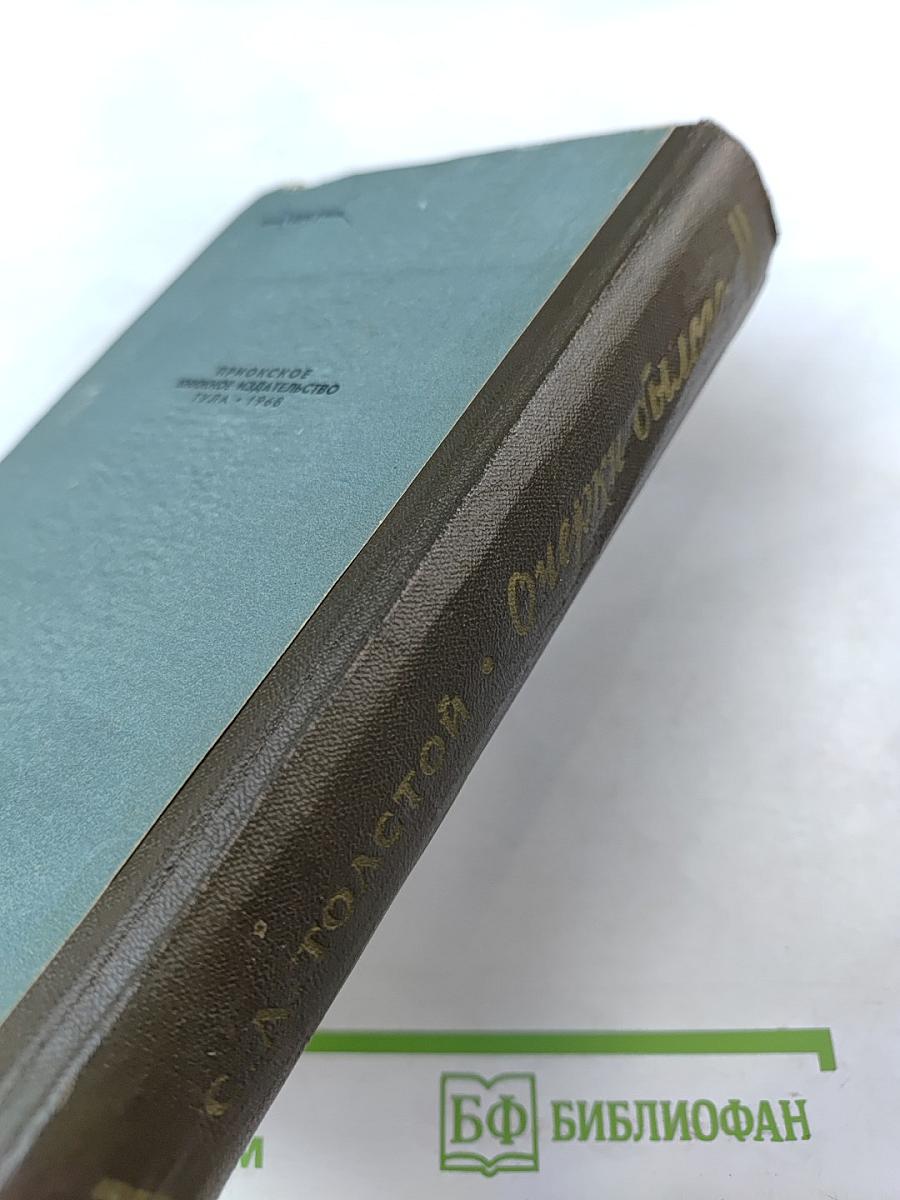 ПРИОКСКОЕ
КНИЖНОЕ ИЗДАТЕЛЬСТВО
ТУЛА • 1968
С. Л. ТОЛСТОЙ • Очерки былого
БФ БИБЛИОФАН
М